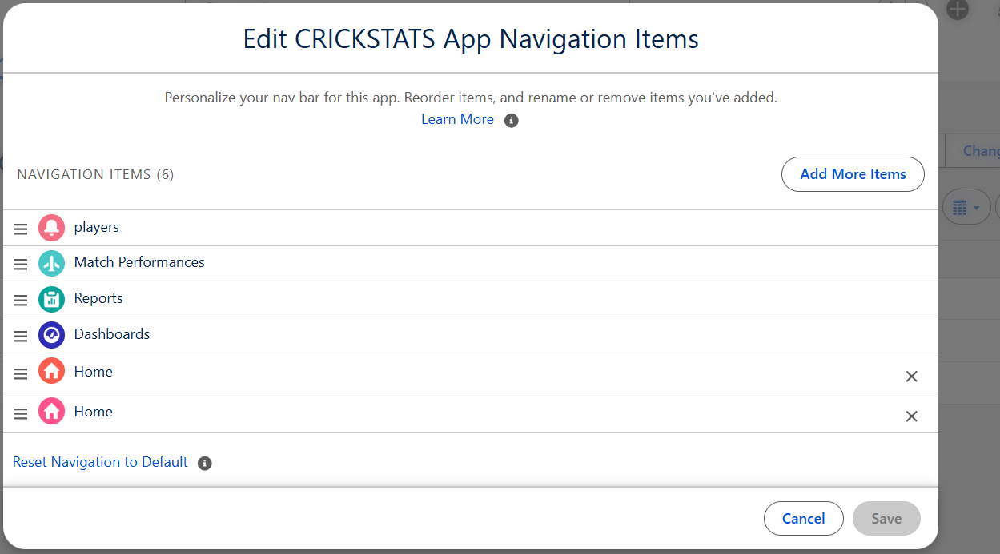 Edit CRICKSTATS App Navigation Items
Personalize your nav bar for this app. Reorder items, and rename or remove items you've added.
Learn More
NAVIGATION ITEMS (6)
Add More Items
players
Match Performances
Reports
Dashboards
Home
Home
Reset Navigation to Default
Cancel
Save